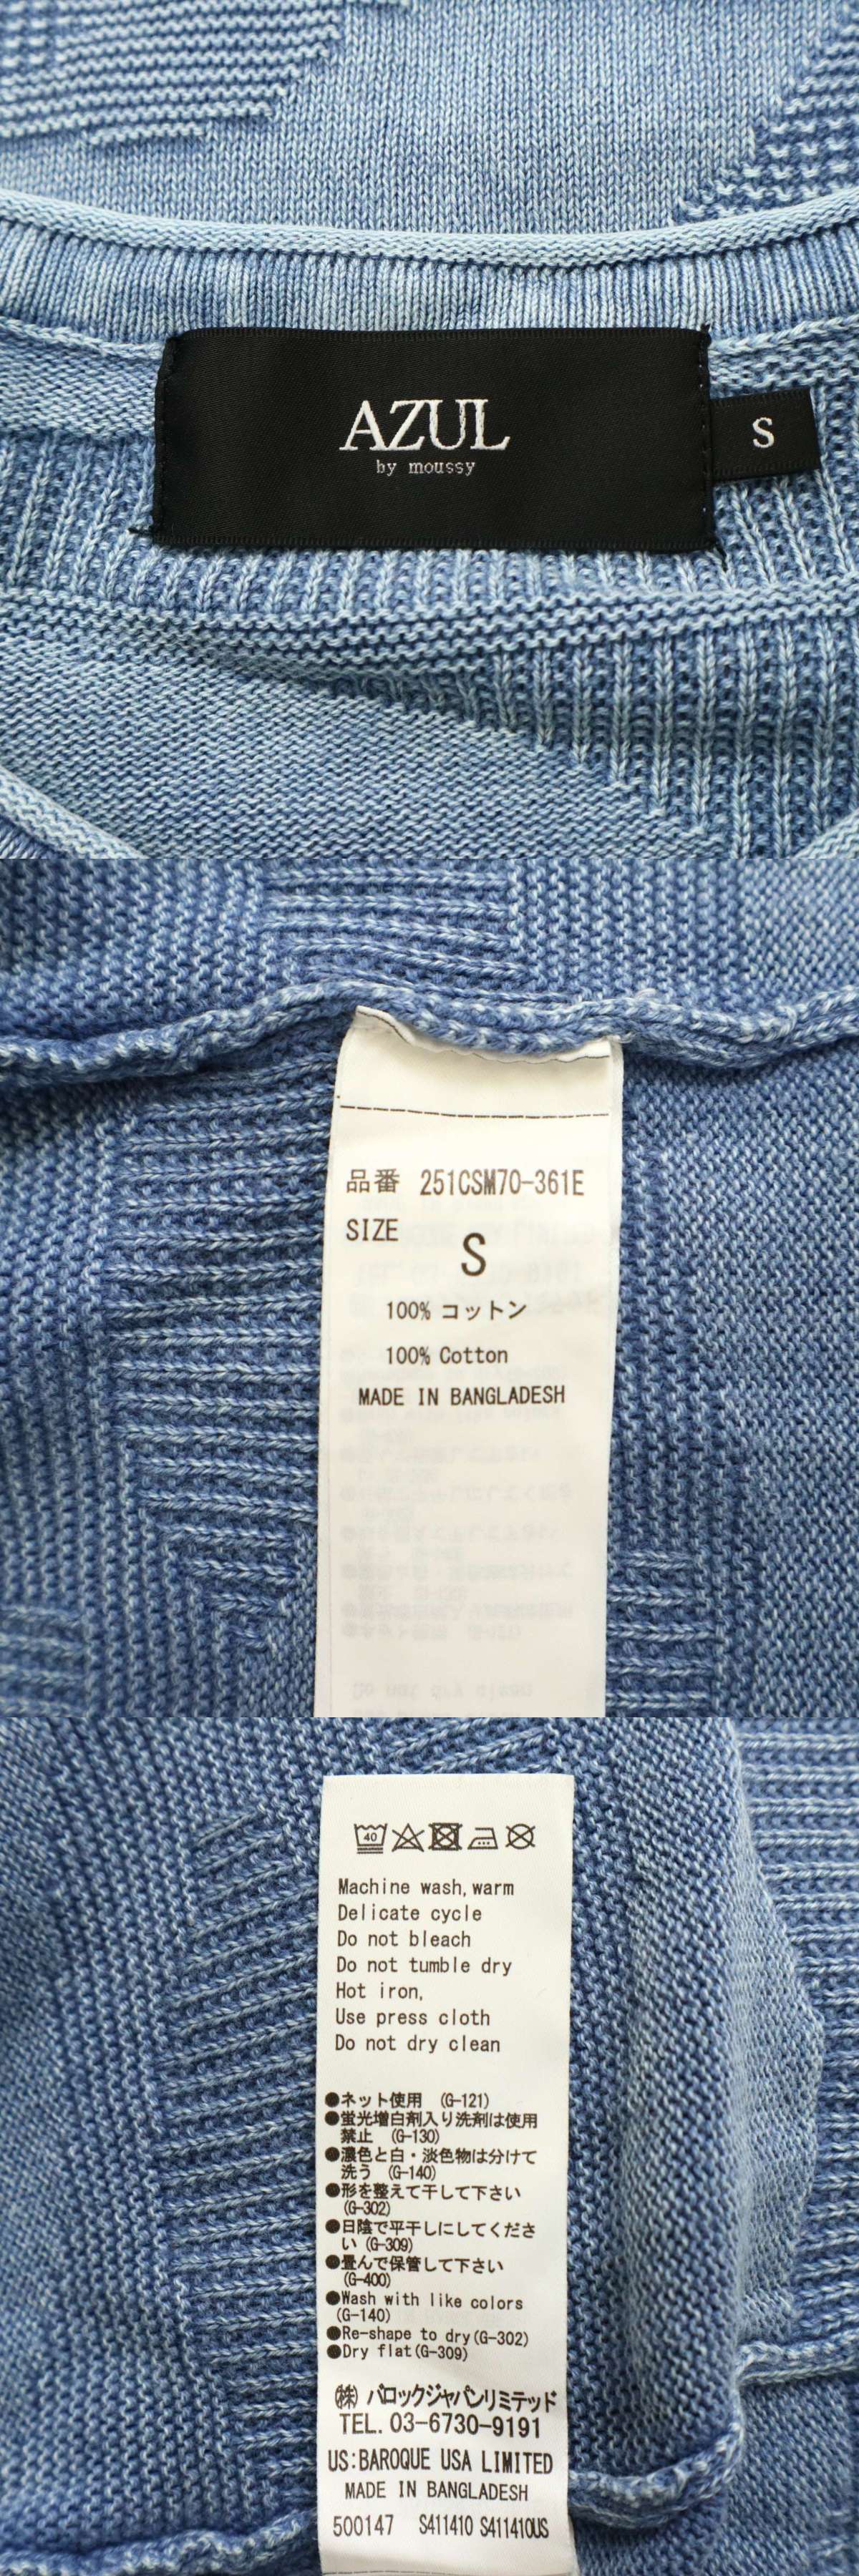 AZUL
by moussy
S
品番 251CSM70-361E
SIZE
S
100% コットン
100% Cotton
MADE IN BANGLADESH
40
Machine wash,warm
Delicate cycle
Do not bleach
Do not tumble dry
Hot iron,
Use press cloth
Do not dry clean
●ネット使用 (G-121)
●蛍光増白剤入り洗剤は使用
禁止 (G-130)
●濃色と白・淡色物は分けて
洗う (G-140)
●形を整えて干して下さい
(G-302)
●日陰で平干しにしてくださ
い (G-309)
●畳んで保管して下さい
(G-400)
●Wash with like colors
(G-140)
●Re-shape to dry(G-302)
●Dry flat(G-309)
㈱ バロックジャパンリミテッド
TEL. 03-6730-9191
US:BAROQUE USA LIMITED
MADE IN BANGLADESH
500147 S411410 S411410US